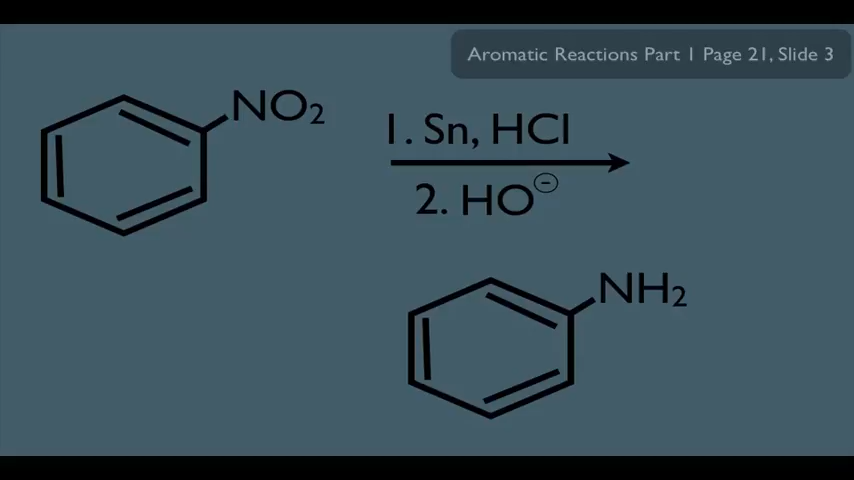 Aromatic Reactions Part 1 Page 21, Slide 3
NO₂
1. Sn, HCl
2. HO⊖
NH₂